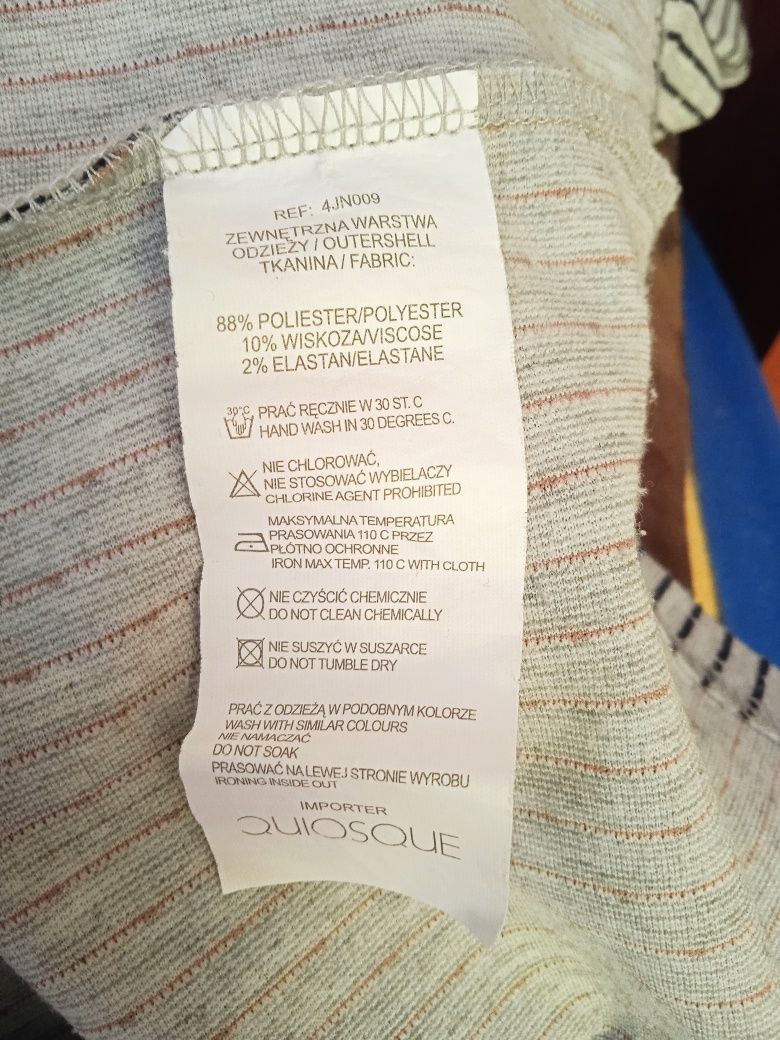 REF: 4JN009
ZEWNĘTRZNA WARSTWA
ODZIEŻY / OUTERSHELL
TKANINA / FABRIC:
88% POLIESTER/POLYESTER
10% WISKOZA/VISCOSE
2% ELASTAN/ELASTANE
30°C
PRAĆ RĘCZNIE W 30 ST. C
HAND WASH IN 30 DEGREES C.
NIE CHLOROWAĆ,
NIE STOSOWAĆ WYBIELACZY
CHLORINE AGENT PROHIBITED
MAKSYMALNA TEMPERATURA
PRASOWANIA 110 C PRZEZ
PŁÓTNO OCHRONNE
IRON MAX TEMP. 110 C WITH CLOTH
NIE CZYŚCIĆ CHEMICZNIE
DO NOT CLEAN CHEMICALLY
NIE SUSZYĆ W SUSZARCE
DO NOT TUMBLE DRY
PRAĆ Z ODZIEŻĄ W PODOBNYM KOLORZE
WASH WITH SIMILAR COLOURS
NIE NAMACZAĆ
DO NOT SOAK
PRASOWAĆ NA LEWEJ STRONIE WYROBU
IRONING INSIDE OUT
IMPORTER
QUIOSQUE